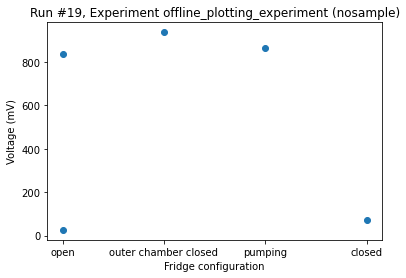 Run #19, Experiment offline_plotting_experiment (nosample)
Voltage (mV)
800
600
400
200
0
open outer chamber closed pumping closed
Fridge configuration